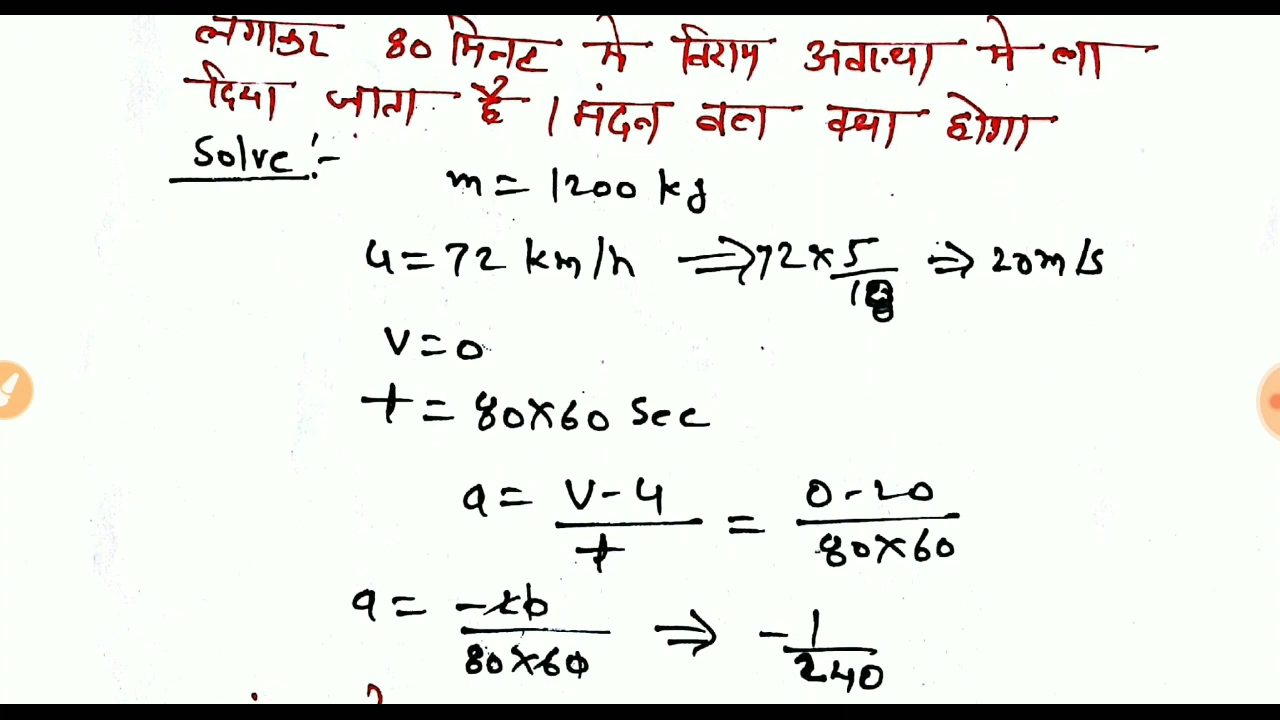 लगाकर 80 मिनट में विराम अवस्था में ला
दिया जाता है। मंदन बल क्या होगा
Solve:-
m = 1200 kg
u = 72 km/h ⇒ 72×5/18 ⇒ 20m/s
v = 0
t = 80×60 sec
a = v-u/t = 0-20/80×60
a = -20/80×60 ⇒ -1/240